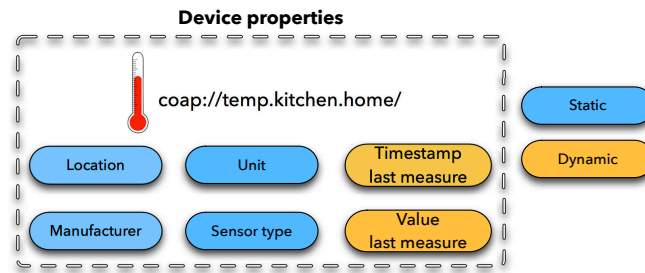 Device properties
coap://temp.kitchen.home/
Location
Unit
Timestamp
last measure
Manufacturer
Sensor type
Value
last measure
Static
Dynamic